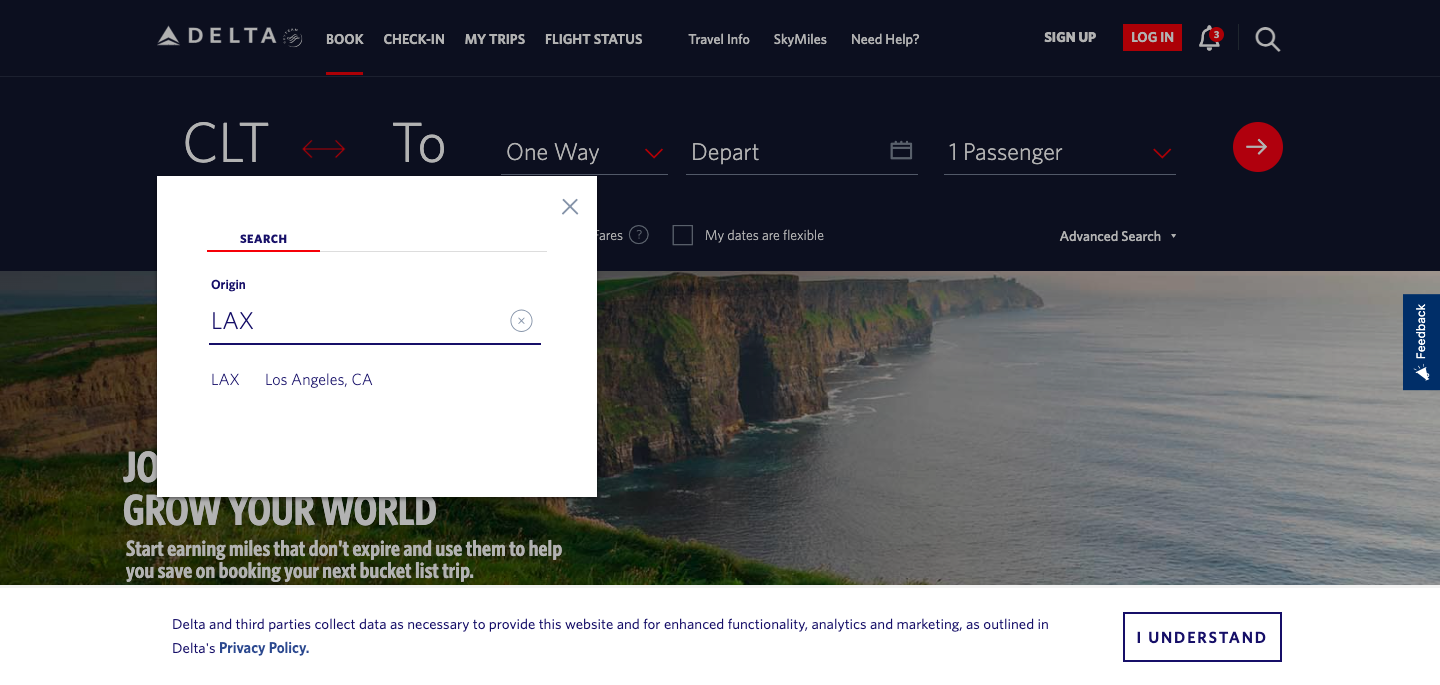 DELTA
BOOK
CHECK-IN
MY TRIPS
FLIGHT STATUS
Travel Info
SkyMiles
Need Help?
SIGN UP
LOG IN
3
CLT
To
One Way
Depart
1 Passenger
Fares
?
My dates are flexible
Advanced Search
SEARCH
Origin
LAX
LAX Los Angeles, CA
Feedback
JO
GROW YOUR WORLD
Start earning miles that don't expire and use them to help
you save on booking your next bucket list trip.
Delta and third parties collect data as necessary to provide this website and for enhanced functionality, analytics and marketing, as outlined in
Delta's Privacy Policy.
I UNDERSTAND